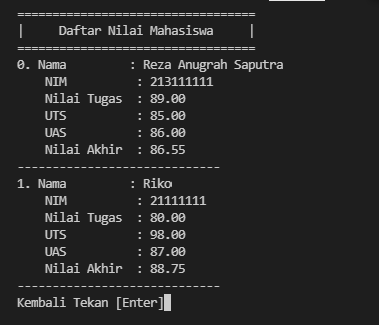 ==================================
|     Daftar Nilai Mahasiswa     |
==================================
0. Nama         : Reza Anugrah Saputra
    NIM          : 213111111
    Nilai Tugas  : 89.00
    UTS          : 85.00
    UAS          : 86.00
    Nilai Akhir  : 86.55
-----------------------------
1. Nama         : Riko
    NIM          : 21111111
    Nilai Tugas  : 80.00
    UTS          : 98.00
    UAS          : 87.00
    Nilai Akhir  : 88.75
-----------------------------
Kembali Tekan [Enter]